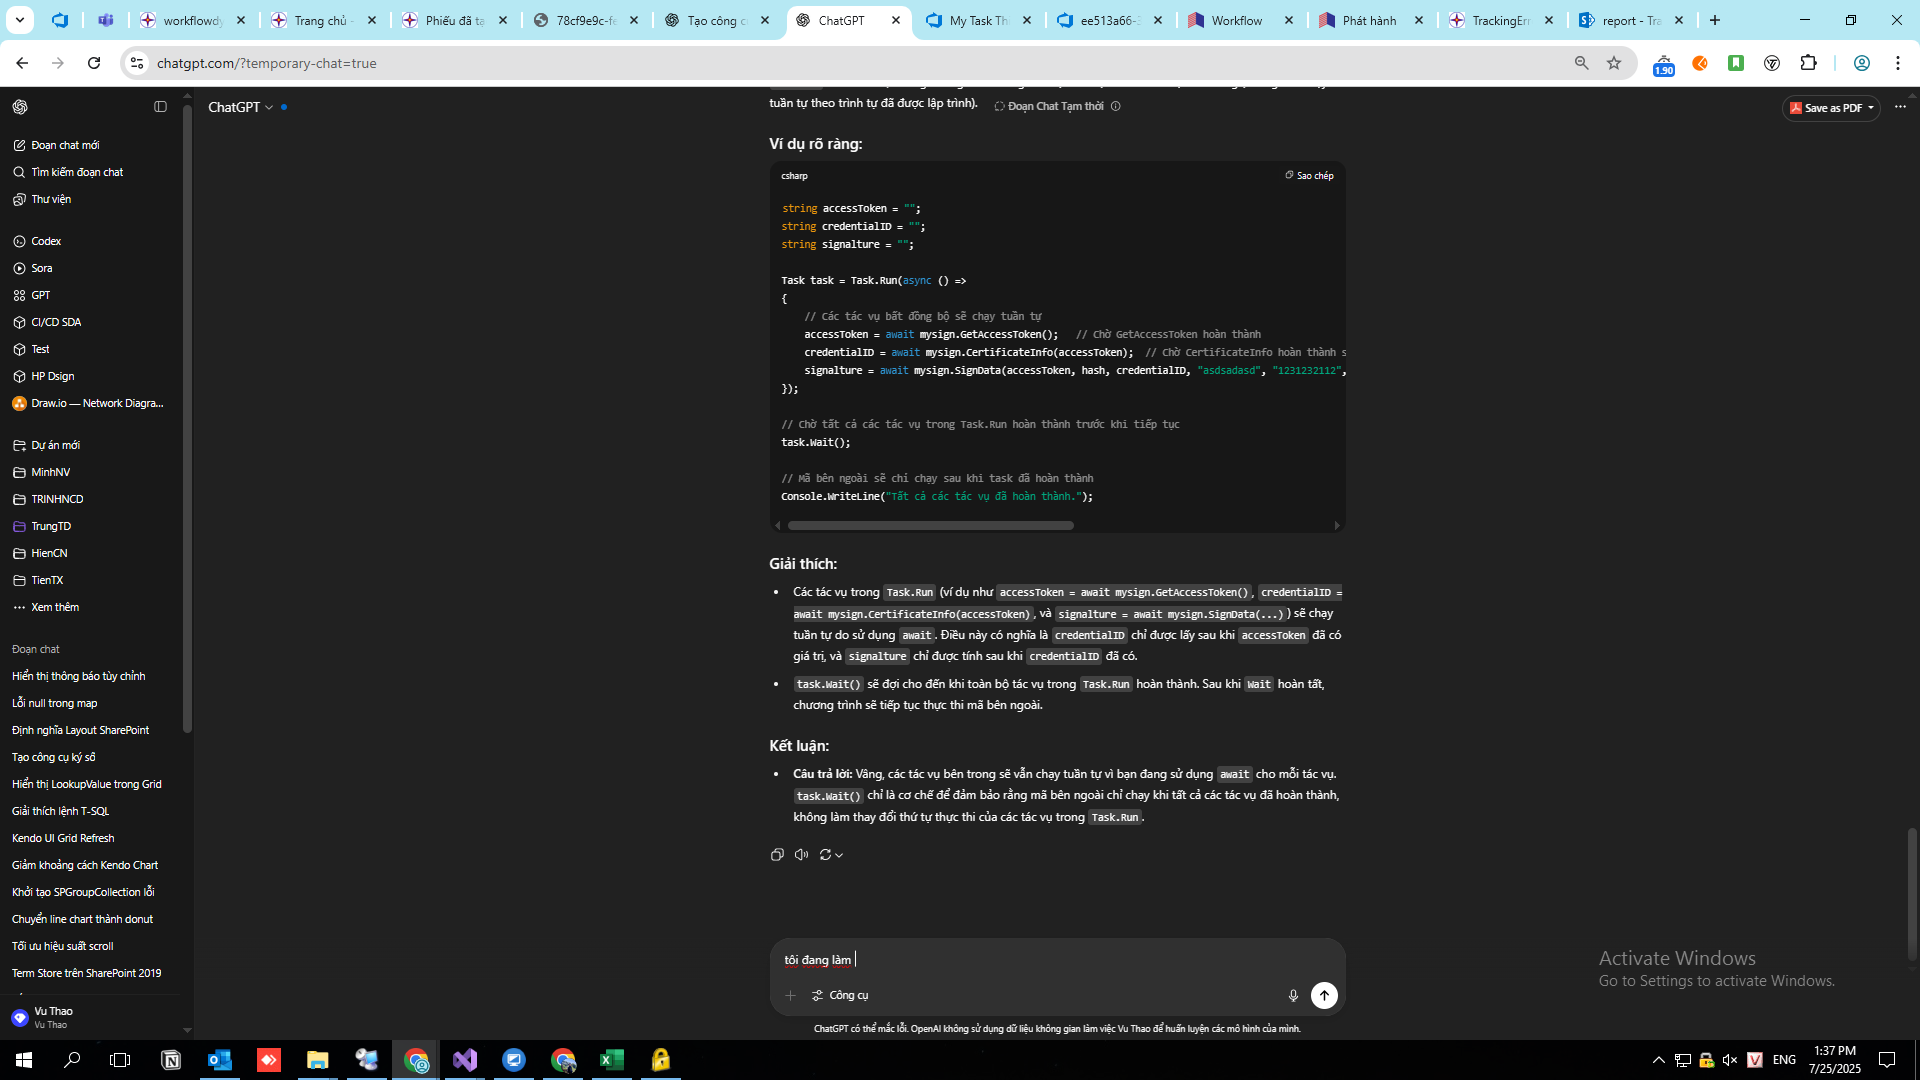 workflowdy
Trang chủ -
Phiếu đã tạ
78cf9e9c-fe
Tạo công c
ChatGPT
My Task Th
ee513a66-3
Workflow
Phát hành
TrackingErr
report - Tra
chatgpt.com/?temporary-chat=true
1.90
ChatGPT
tuần tự theo trình tự đã được lập trình).
Đoạn Chat Tạm thời
Save as PDF
Đoạn chat mới
Tìm kiếm đoạn chat
Thư viện
Codex
Sora
GPT
CI/CD SDA
Test
HP Dsign
Draw.io — Network Diagra...
Dự án mới
MinhNV
TRINHNCD
TrungTD
HienCN
TienTX
Xem thêm
Đoạn chat
Hiển thị thông báo tùy chỉnh
Lỗi null trong map
Định nghĩa Layout SharePoint
Tạo công cụ ký số
Hiển thị LookupValue trong Grid
Giải thích lệnh T-SQL
Kendo UI Grid Refresh
Giảm khoảng cách Kendo Chart
Khởi tạo SPGroupCollection lỗi
Chuyển line chart thành donut
Tối ưu hiệu suất scroll
Term Store trên SharePoint 2019
Vu Thao
Vu Thao
Ví dụ rõ ràng:
csharp
Sao chép
string accessToken = "";
string credentialID = "";
string signalture = "";
Task task = Task.Run(async () =>
{
// Các tác vụ bất đồng bộ sẽ chạy tuần tự
accessToken = await mysign.GetAccessToken(); // Chờ GetAccessToken hoàn thành
credentialID = await mysign.CertificateInfo(accessToken); // Chờ CertificateInfo hoàn thành s
signalture = await mysign.SignData(accessToken, hash, credentialID, "asdsadasd", "1231232112",
});
// Chờ tất cả các tác vụ trong Task.Run hoàn thành trước khi tiếp tục
task.Wait();
// Mã bên ngoài sẽ chỉ chạy sau khi task đã hoàn thành
Console.WriteLine("Tất cả các tác vụ đã hoàn thành.");
Giải thích:
• Các tác vụ trong Task.Run (ví dụ như accessToken = await mysign.GetAccessToken(), credentialID =
await mysign.CertificateInfo(accessToken), và signalture = await mysign.SignData(...)) sẽ chạy
tuần tự do sử dụng await. Điều này có nghĩa là credentialID chỉ được lấy sau khi accessToken đã có
giá trị, và signalture chỉ được tính sau khi credentialID đã có.
• task.Wait() sẽ đợi cho đến khi toàn bộ tác vụ trong Task.Run hoàn thành. Sau khi Wait hoàn tất,
chương trình sẽ tiếp tục thực thi mã bên ngoài.
Kết luận:
• Câu trả lời: Vâng, các tác vụ bên trong sẽ vẫn chạy tuần tự vì bạn đang sử dụng await cho mỗi tác vụ.
task.Wait() chỉ là cơ chế để đảm bảo rằng mã bên ngoài chỉ chạy khi tất cả các tác vụ đã hoàn thành,
không làm thay đổi thứ tự thực thi của các tác vụ trong Task.Run.
tôi đang làm
Công cụ
ChatGPT có thể mắc lỗi. OpenAI không sử dụng dữ liệu không gian làm việc Vu Thao để huấn luyện các mô hình của mình.
Activate Windows
Go to Settings to activate Windows.
ENG
1:37 PM
7/25/2025